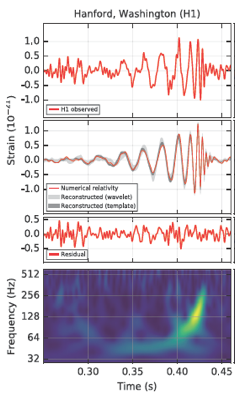 Hanford, Washington (H1)
1.0
0.5
0.0
-0.5
-1.0
H1 observed
Strain (10⁻²¹)
1.0
0.5
0.0
-0.5
-1.0
Numerical relativity
Reconstructed (wavelet)
Reconstructed (template)
0.5
0.0
-0.5
Residual
Frequency (Hz)
512
256
128
64
32
0.30
0.35
0.40
0.45
Time (s)